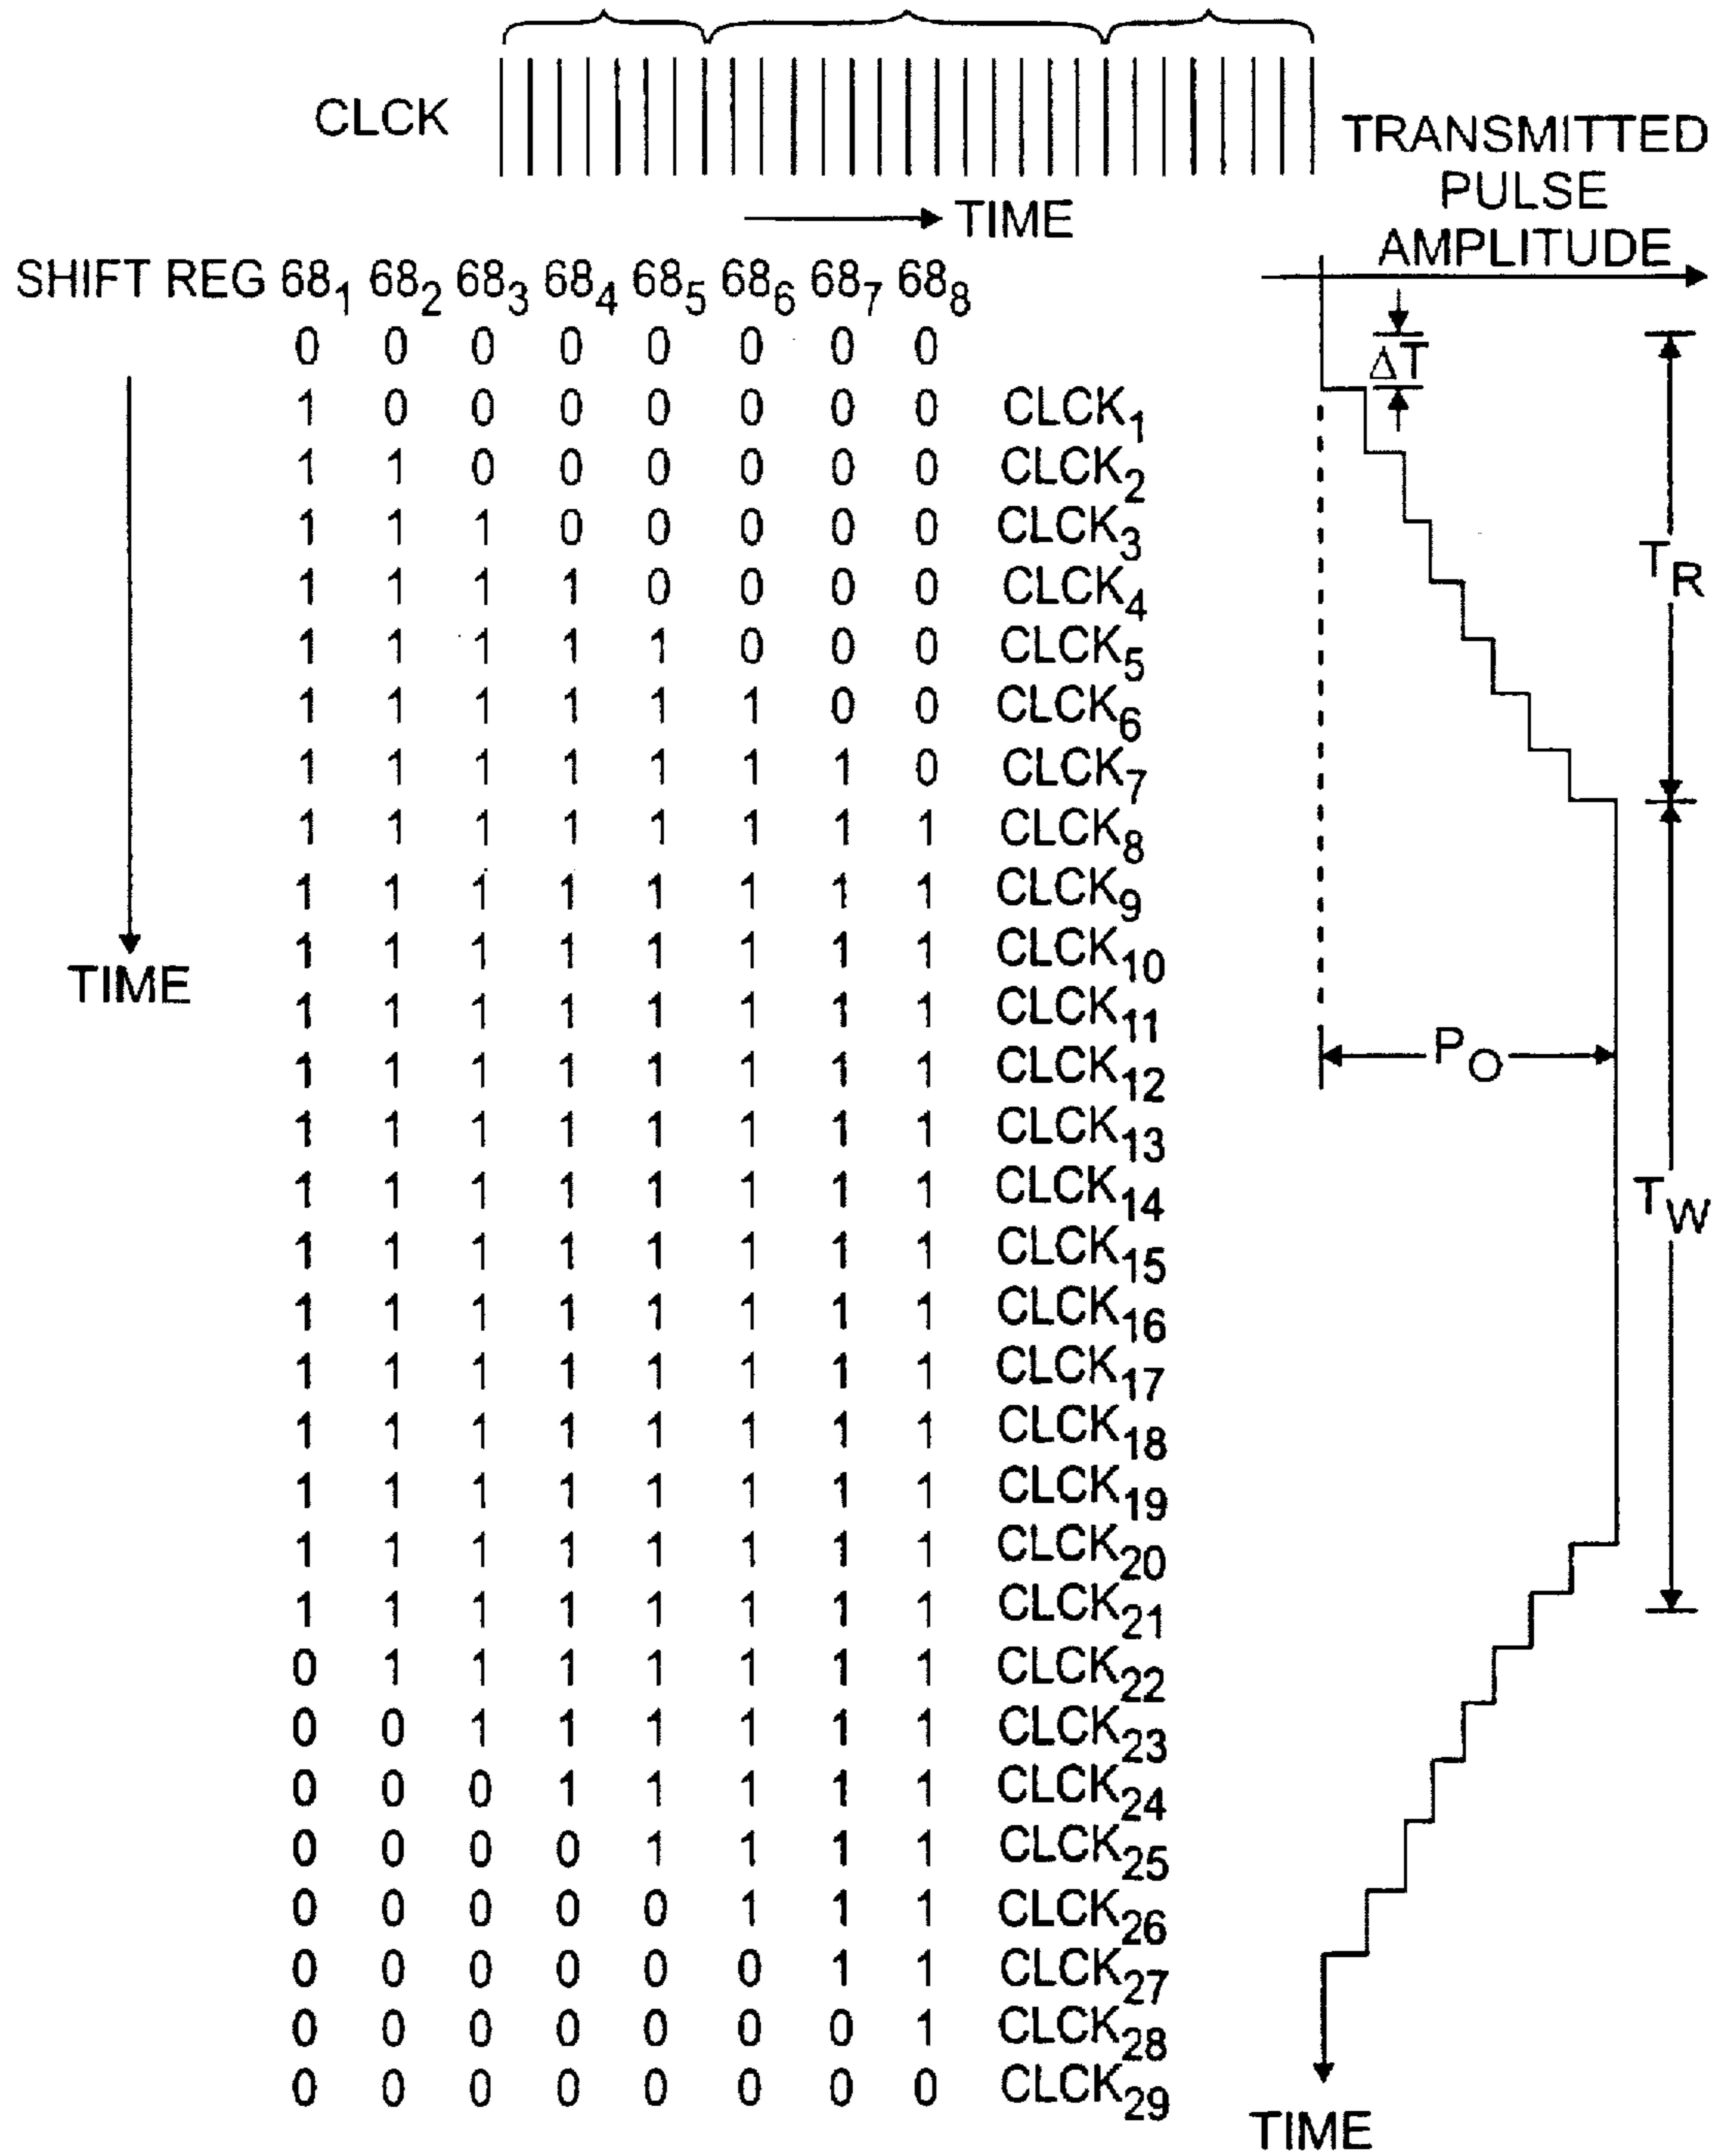 CLCK
TRANSMITTED
PULSE
AMPLITUDE
TIME
SHIFT REG 68₁ 68₂ 68₃ 68₄ 68₅ 68₆ 68₇ 68₈
0 0 0 0 0 0 0 0
ΔT
1 0 0 0 0 0 0 0 CLCK₁
1 1 0 0 0 0 0 0 CLCK₂
1 1 1 0 0 0 0 0 CLCK₃
1 1 1 1 0 0 0 0 CLCK₄
T_R
1 1 1 1 1 0 0 0 CLCK₅
1 1 1 1 1 1 0 0 CLCK₆
1 1 1 1 1 1 1 0 CLCK₇
1 1 1 1 1 1 1 1 CLCK₈
1 1 1 1 1 1 1 1 CLCK₉
1 1 1 1 1 1 1 1 CLCK₁₀
TIME
1 1 1 1 1 1 1 1 CLCK₁₁
1 1 1 1 1 1 1 1 CLCK₁₂
P_O
1 1 1 1 1 1 1 1 CLCK₁₃
1 1 1 1 1 1 1 1 CLCK₁₄
T_W
1 1 1 1 1 1 1 1 CLCK₁₅
1 1 1 1 1 1 1 1 CLCK₁₆
1 1 1 1 1 1 1 1 CLCK₁₇
1 1 1 1 1 1 1 1 CLCK₁₈
1 1 1 1 1 1 1 1 CLCK₁₉
1 1 1 1 1 1 1 1 CLCK₂₀
1 1 1 1 1 1 1 1 CLCK₂₁
0 1 1 1 1 1 1 1 CLCK₂₂
0 0 1 1 1 1 1 1 CLCK₂₃
0 0 0 1 1 1 1 1 CLCK₂₄
0 0 0 0 1 1 1 1 CLCK₂₅
0 0 0 0 0 1 1 1 CLCK₂₆
0 0 0 0 0 0 1 1 CLCK₂₇
0 0 0 0 0 0 0 1 CLCK₂₈
0 0 0 0 0 0 0 0 CLCK₂₉
TIME